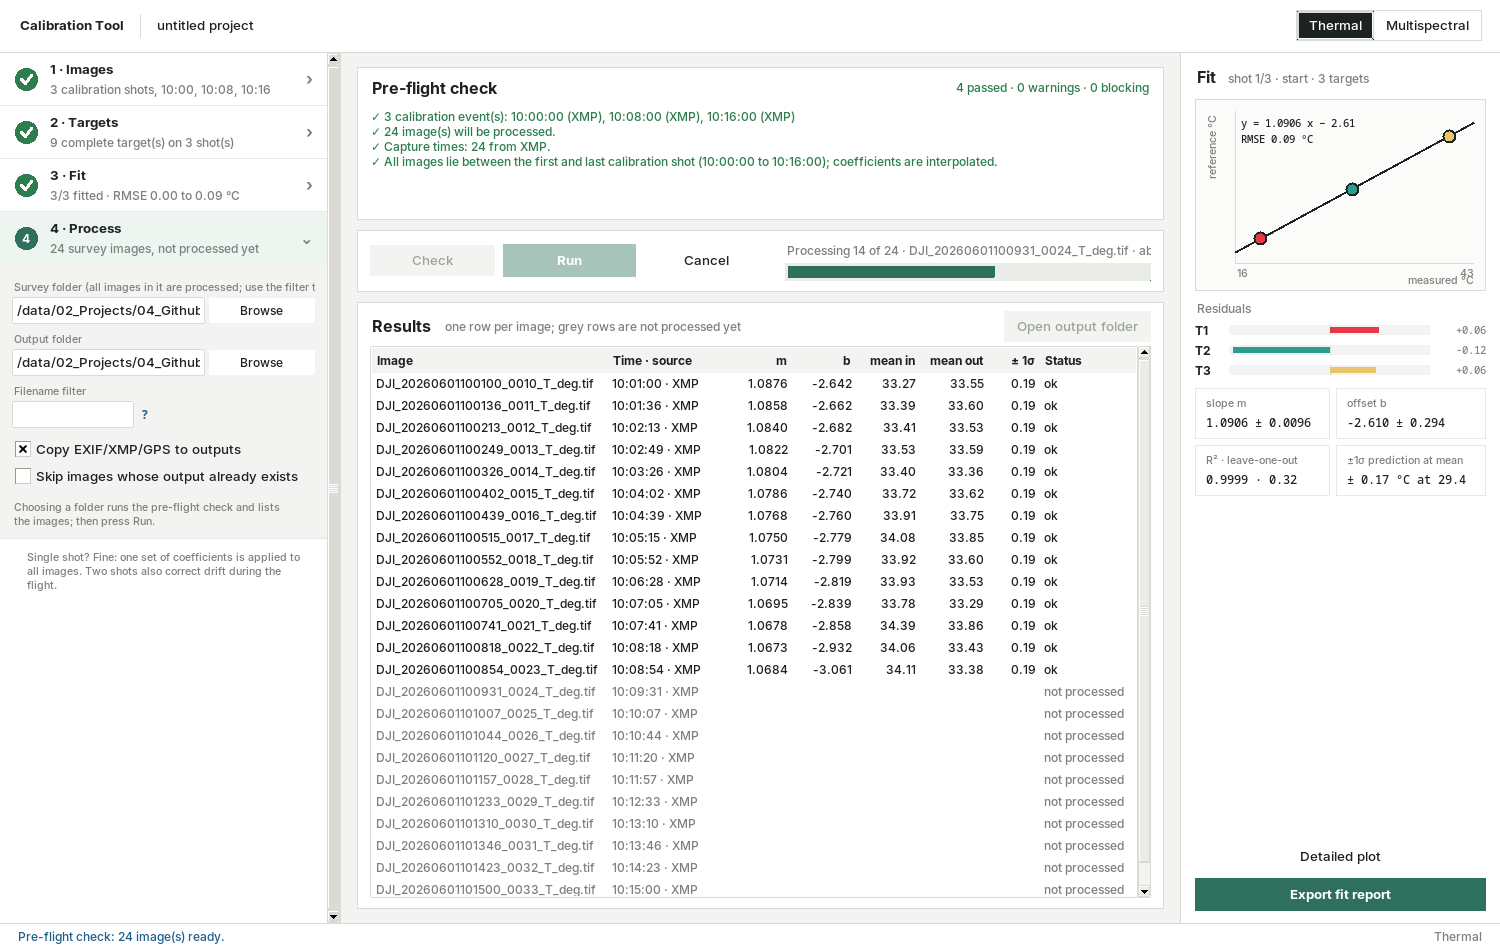 Calibration Tool
untitled project
Thermal
Multispectral
1 · Images
3 calibration shots, 10:00, 10:08, 10:16
2 · Targets
9 complete target(s) on 3 shot(s)
3 · Fit
3/3 fitted · RMSE 0.00 to 0.09 °C
4
4 · Process
24 survey images, not processed yet
Survey folder (all images in it are processed; use the filter t
/data/02_Projects/04_Github
Browse
Output folder
/data/02_Projects/04_Github
Browse
Filename filter
?
Copy EXIF/XMP/GPS to outputs
Skip images whose output already exists
Choosing a folder runs the pre-flight check and lists
the images; then press Run.
Single shot? Fine: one set of coefficients is applied to
all images. Two shots also correct drift during the
flight.
Pre-flight check
4 passed · 0 warnings · 0 blocking
✓ 3 calibration event(s): 10:00:00 (XMP), 10:08:00 (XMP), 10:16:00 (XMP)
✓ 24 image(s) will be processed.
✓ Capture times: 24 from XMP.
✓ All images lie between the first and last calibration shot (10:00:00 to 10:16:00); coefficients are interpolated.
Check
Run
Cancel
Processing 14 of 24 · DJI_20260601100931_0024_T_deg.tif · ab
Results
one row per image; grey rows are not processed yet
Open output folder
Image Time · source m b mean in mean out ± 1σ Status
DJI_20260601100100_0010_T_deg.tif 10:01:00 · XMP 1.0876 -2.642 33.27 33.55 0.19 ok
DJI_20260601100136_0011_T_deg.tif 10:01:36 · XMP 1.0858 -2.662 33.39 33.60 0.19 ok
DJI_20260601100213_0012_T_deg.tif 10:02:13 · XMP 1.0840 -2.682 33.41 33.53 0.19 ok
DJI_20260601100249_0013_T_deg.tif 10:02:49 · XMP 1.0822 -2.701 33.53 33.59 0.19 ok
DJI_20260601100326_0014_T_deg.tif 10:03:26 · XMP 1.0804 -2.721 33.40 33.36 0.19 ok
DJI_20260601100402_0015_T_deg.tif 10:04:02 · XMP 1.0786 -2.740 33.72 33.62 0.19 ok
DJI_20260601100439_0016_T_deg.tif 10:04:39 · XMP 1.0768 -2.760 33.91 33.75 0.19 ok
DJI_20260601100515_0017_T_deg.tif 10:05:15 · XMP 1.0750 -2.779 34.08 33.85 0.19 ok
DJI_20260601100552_0018_T_deg.tif 10:05:52 · XMP 1.0731 -2.799 33.92 33.60 0.19 ok
DJI_20260601100628_0019_T_deg.tif 10:06:28 · XMP 1.0714 -2.819 33.93 33.53 0.19 ok
DJI_20260601100705_0020_T_deg.tif 10:07:05 · XMP 1.0695 -2.839 33.78 33.29 0.19 ok
DJI_20260601100741_0021_T_deg.tif 10:07:41 · XMP 1.0678 -2.858 34.39 33.86 0.19 ok
DJI_20260601100818_0022_T_deg.tif 10:08:18 · XMP 1.0673 -2.932 34.06 33.43 0.19 ok
DJI_20260601100854_0023_T_deg.tif 10:08:54 · XMP 1.0684 -3.061 34.11 33.38 0.19 ok
DJI_20260601100931_0024_T_deg.tif 10:09:31 · XMP not processed
DJI_20260601101007_0025_T_deg.tif 10:10:07 · XMP not processed
DJI_20260601101044_0026_T_deg.tif 10:10:44 · XMP not processed
DJI_20260601101120_0027_T_deg.tif 10:11:20 · XMP not processed
DJI_20260601101157_0028_T_deg.tif 10:11:57 · XMP not processed
DJI_20260601101233_0029_T_deg.tif 10:12:33 · XMP not processed
DJI_20260601101310_0030_T_deg.tif 10:13:10 · XMP not processed
DJI_20260601101346_0031_T_deg.tif 10:13:46 · XMP not processed
DJI_20260601101423_0032_T_deg.tif 10:14:23 · XMP not processed
DJI_20260601101500_0033_T_deg.tif 10:15:00 · XMP not processed
Fit
shot 1/3 · start · 3 targets
reference °C
y = 1.0906 x − 2.61
RMSE 0.09 °C
16
43
measured °C
Residuals
T1 +0.06
T2 -0.12
T3 +0.06
slope m
1.0906 ± 0.0096
offset b
-2.610 ± 0.294
R² · leave-one-out
0.9999 · 0.32
±1σ prediction at mean
± 0.17 °C at 29.4
Detailed plot
Export fit report
Pre-flight check: 24 image(s) ready.
Thermal